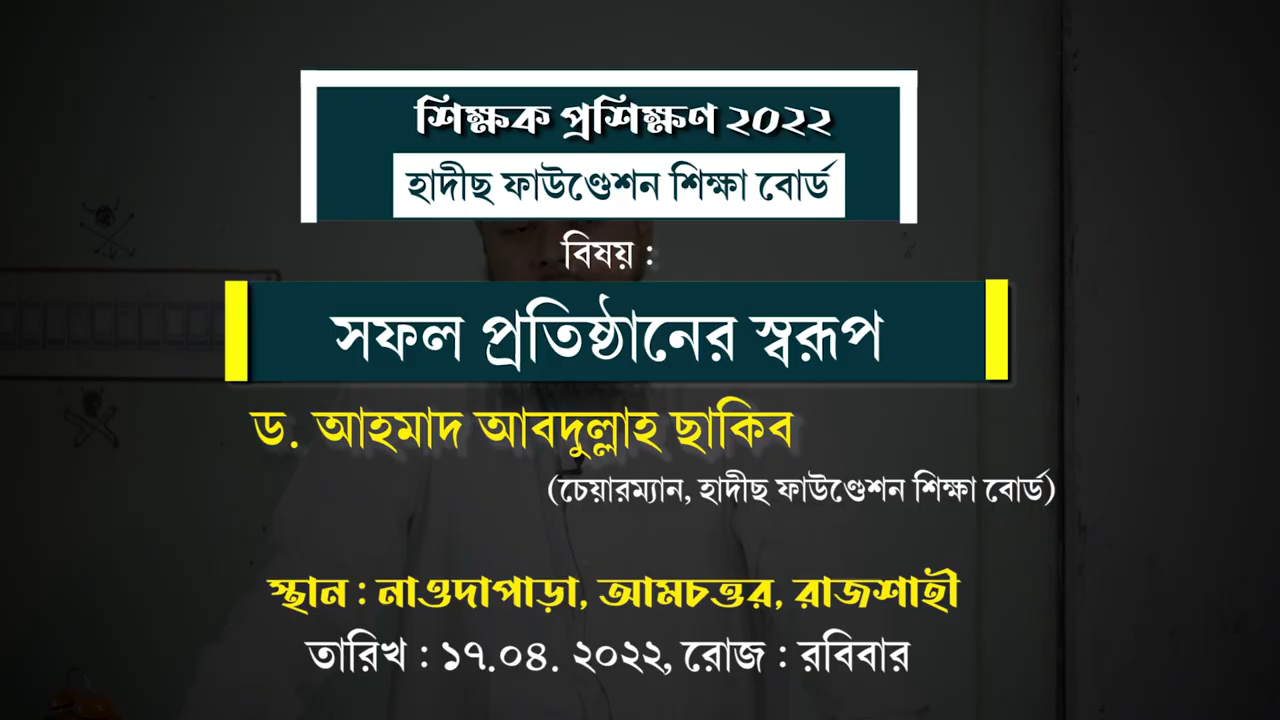 শিক্ষক প্রশিক্ষণ ২০২২
হাদীছ ফাউণ্ডেশন শিক্ষা বোর্ড
বিষয় :
সফল প্রতিষ্ঠানের স্বরূপ
ড. আহমাদ আবদুল্লাহ ছাকিব
(চেয়ারম্যান, হাদীছ ফাউণ্ডেশন শিক্ষা বোর্ড)
স্থান : নাওদাপাড়া, আমচত্তর, রাজশাহী
তারিখ : ১৭.০৪. ২০২২, রোজ : রবিবার